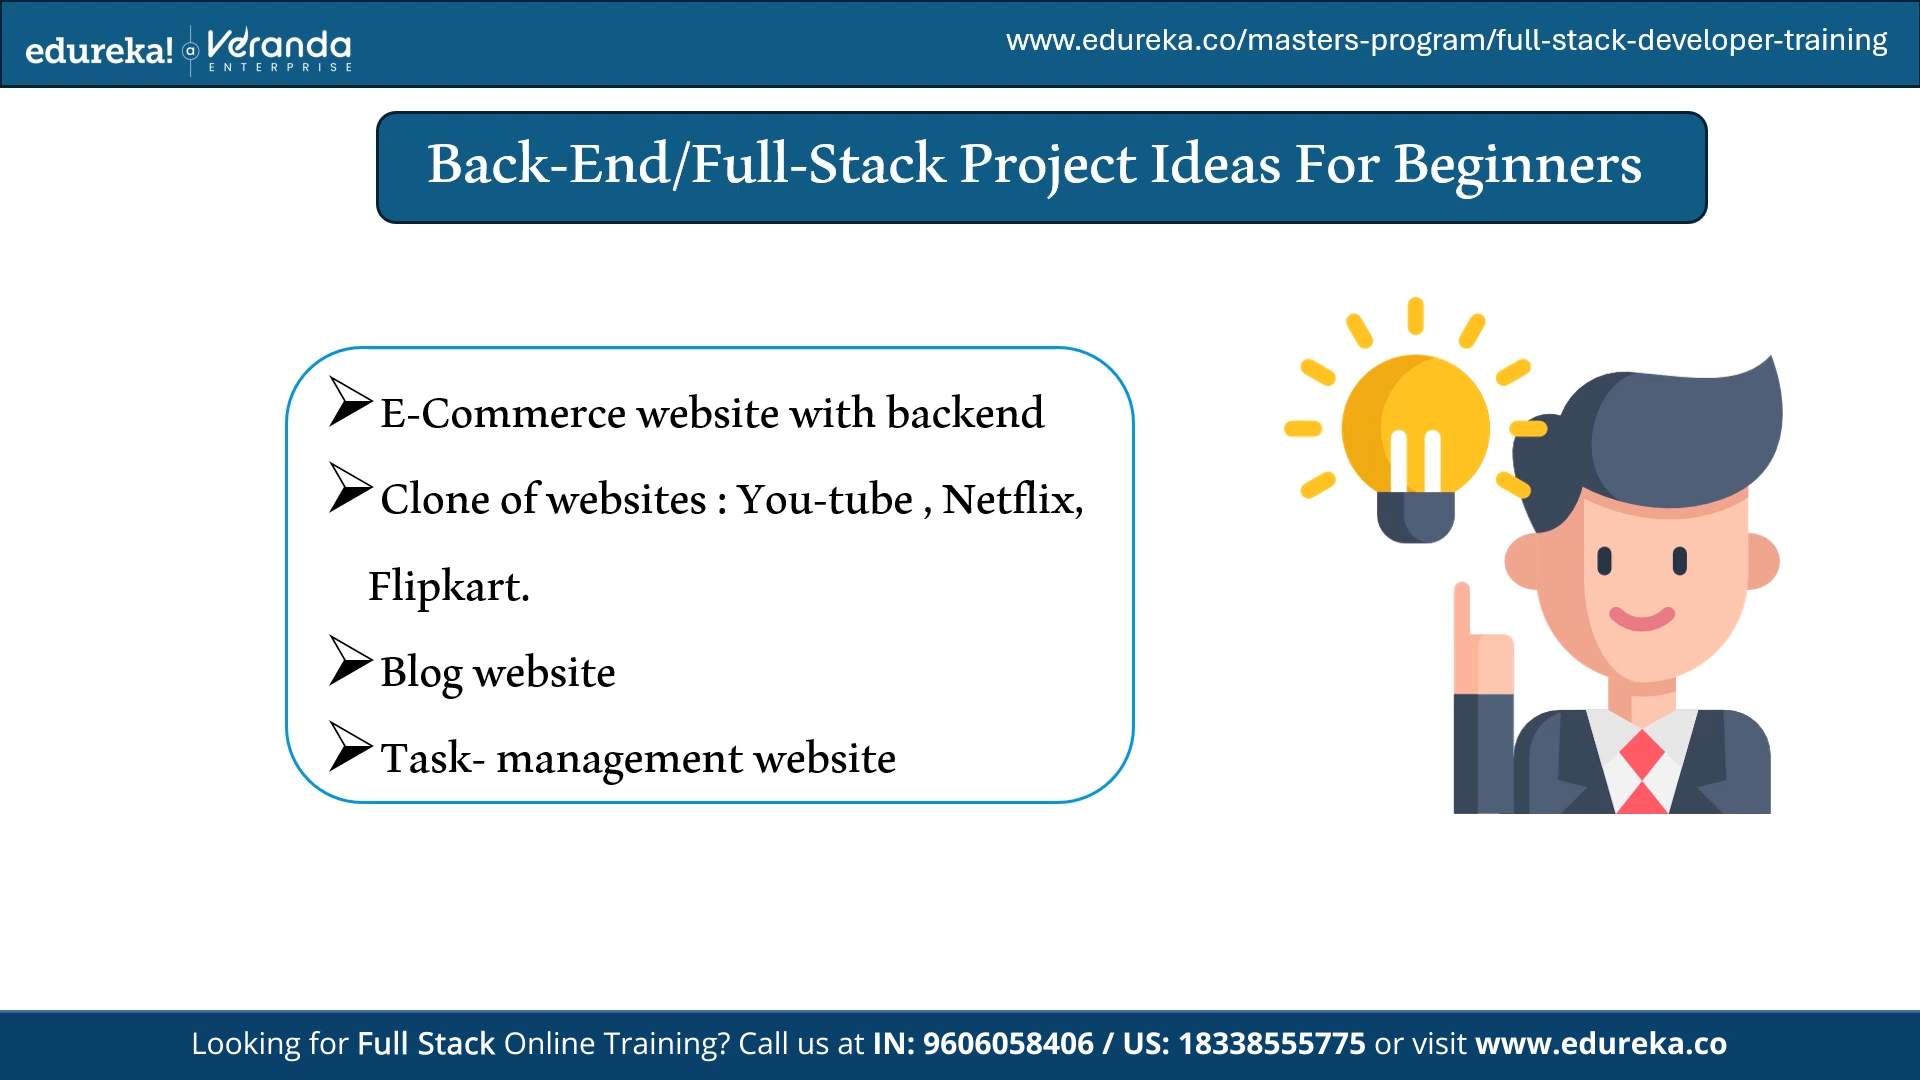 edureka! a Veranda
ENTERPRISE
www.edureka.co/masters-program/full-stack-developer-training
Back-End/Full-Stack Project Ideas For Beginners
E-Commerce website with backend
Clone of websites : You-tube , Netflix,
Flipkart.
Blog website
Task- management website
Looking for Full Stack Online Training? Call us at IN: 9606058406 / US: 18338555775 or visit www.edureka.co